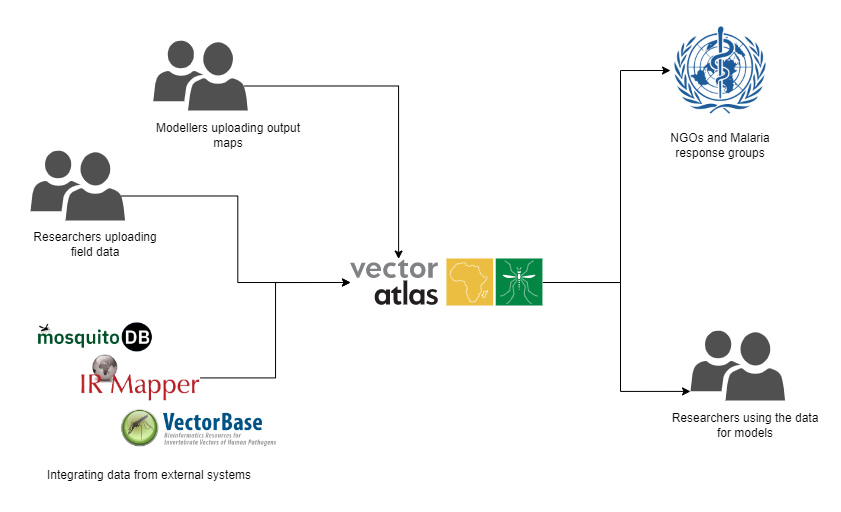 Modellers uploading output
maps
NGOs and Malaria
response groups
Researchers uploading
field data
vector
atlas
mosquitoDB
IR Mapper
VectorBase
Bioinformatics Resources for
Invertebrate Vectors of Human Pathogens
Researchers using the data
for models
Integrating data from external systems